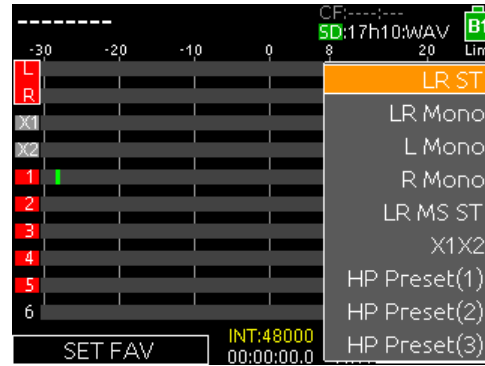 --------
CF:----:---
SD:17h10:WAV
B1
-30 -20 -10 0 8 20 Lim
L
R
X1
X2
1
2
3
4
5
6
LR ST
LR Mono
L Mono
R Mono
LR MS ST
X1X2
HP Preset(1)
HP Preset(2)
HP Preset(3)
SET FAV
INT:48000
00:00:00.0